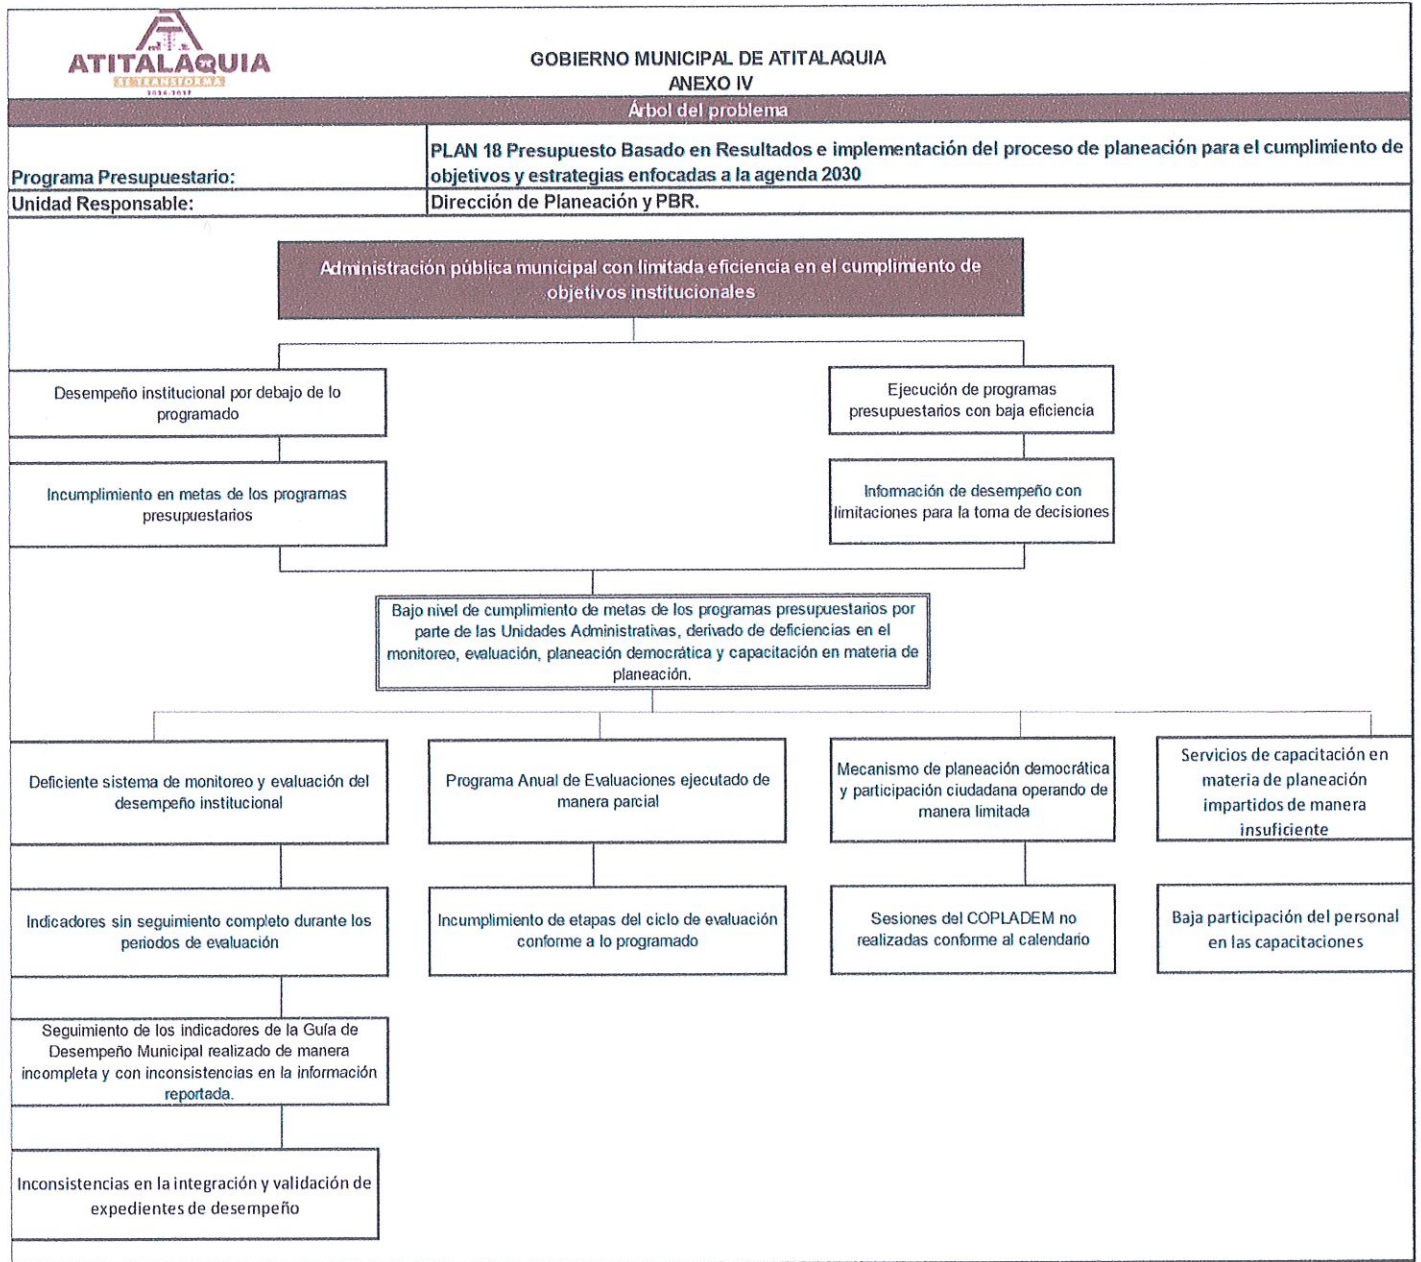 ATITALAQUIA
SE TRANSFORMA
GOBIERNO MUNICIPAL DE ATITALAQUIA
ANEXO IV
Árbol del problema
Programa Presupuestario:
PLAN 18 Presupuesto Basado en Resultados e implementación del proceso de planeación para el cumplimiento de
objetivos y estrategias enfocadas a la agenda 2030
Unidad Responsable:
Dirección de Planeación y PBR.
Administración pública municipal con limitada eficiencia en el cumplimiento de
objetivos institucionales
Desempeño institucional por debajo de lo
programado
Ejecución de programas
presupuestarios con baja eficiencia
Incumplimiento en metas de los programas
presupuestarios
Información de desempeño con
limitaciones para la toma de decisiones
Bajo nivel de cumplimiento de metas de los programas presupuestarios por
parte de las Unidades Administrativas, derivado de deficiencias en el
monitoreo, evaluación, planeación democrática y capacitación en materia de
planeación.
Deficiente sistema de monitoreo y evaluación del
desempeño institucional
Programa Anual de Evaluaciones ejecutado de
manera parcial
Mecanismo de planeación democrática
y participación ciudadana operando de
manera limitada
Servicios de capacitación en
materia de planeación
impartidos de manera
insuficiente
Indicadores sin seguimiento completo durante los
periodos de evaluación
Incumplimiento de etapas del ciclo de evaluación
conforme a lo programado
Sesiones del COPLADEM no
realizadas conforme al calendario
Baja participación del personal
en las capacitaciones
Seguimiento de los indicadores de la Guía de
Desempeño Municipal realizado de manera
incompleta y con inconsistencias en la información
reportada.
Inconsistencias en la integración y validación de
expedientes de desempeño